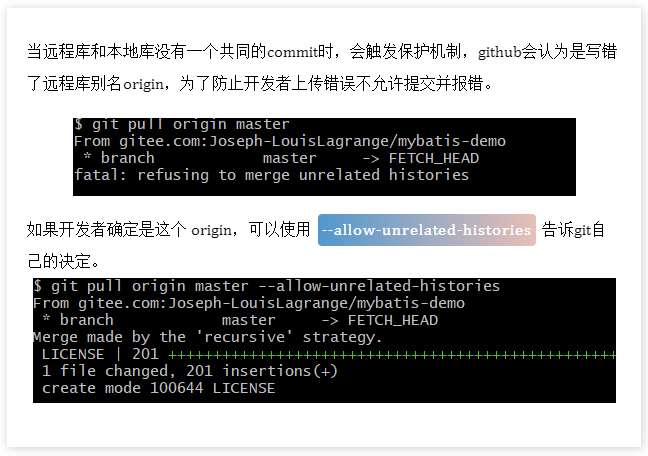 当远程库和本地库没有一个共同的commit时，会触发保护机制，github会认为是写错
了远程库别名origin，为了防止开发者上传错误不允许提交并报错。
$ git pull origin master
From gitee.com:Joseph-LouisLagrange/mybatis-demo
 * branch            master     -> FETCH_HEAD
fatal: refusing to merge unrelated histories
如果开发者确定是这个 origin，可以使用 --allow-unrelated-histories 告诉git自
己的决定。
$ git pull origin master --allow-unrelated-histories
From gitee.com:Joseph-LouisLagrange/mybatis-demo
 * branch            master     -> FETCH_HEAD
Merge made by the 'recursive' strategy.
 LICENSE | 201 ++++++++++++++++++++++++++++++++++++++++++++++++++
 1 file changed, 201 insertions(+)
 create mode 100644 LICENSE